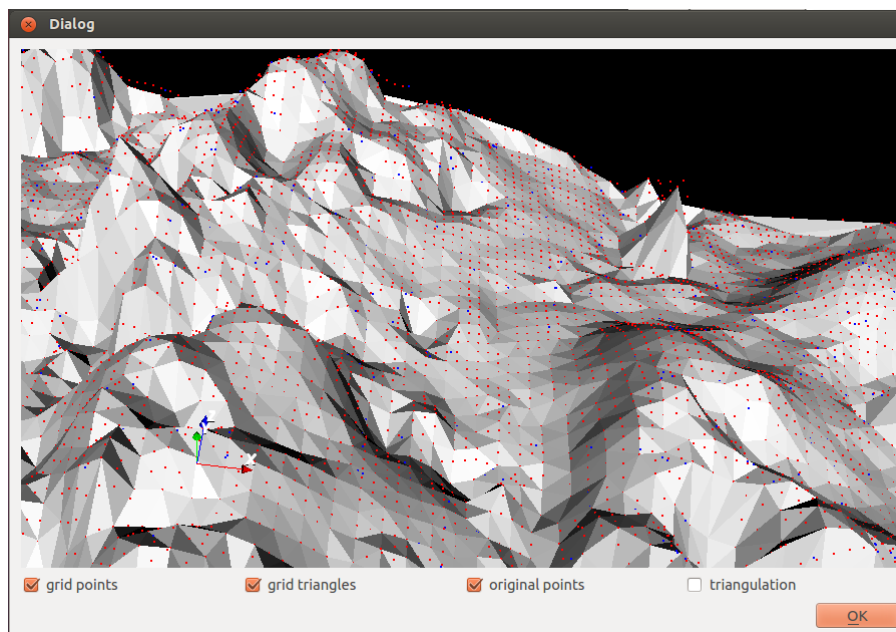 Dialog
X
grid points
grid triangles
original points
triangulation
OK